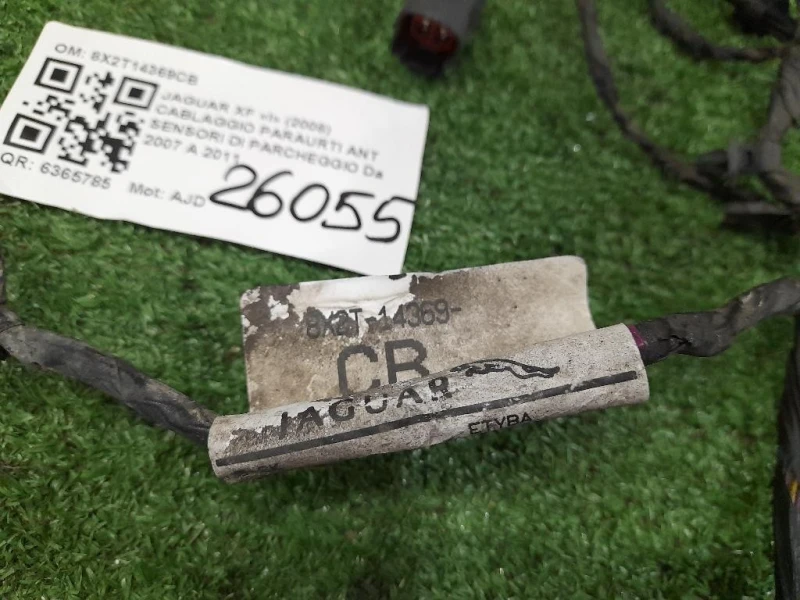 OM: 8X2T14369CB
JAGUAR XF v/v (2008)
CABLAGGIO PARAURTI ANT
SENSORI DI PARCHEGGIO Da
2007 A 2011
QR: 6365785 Mot: AJD
26055
8X2T-14369-
CB
JAGUAR
ETYBA